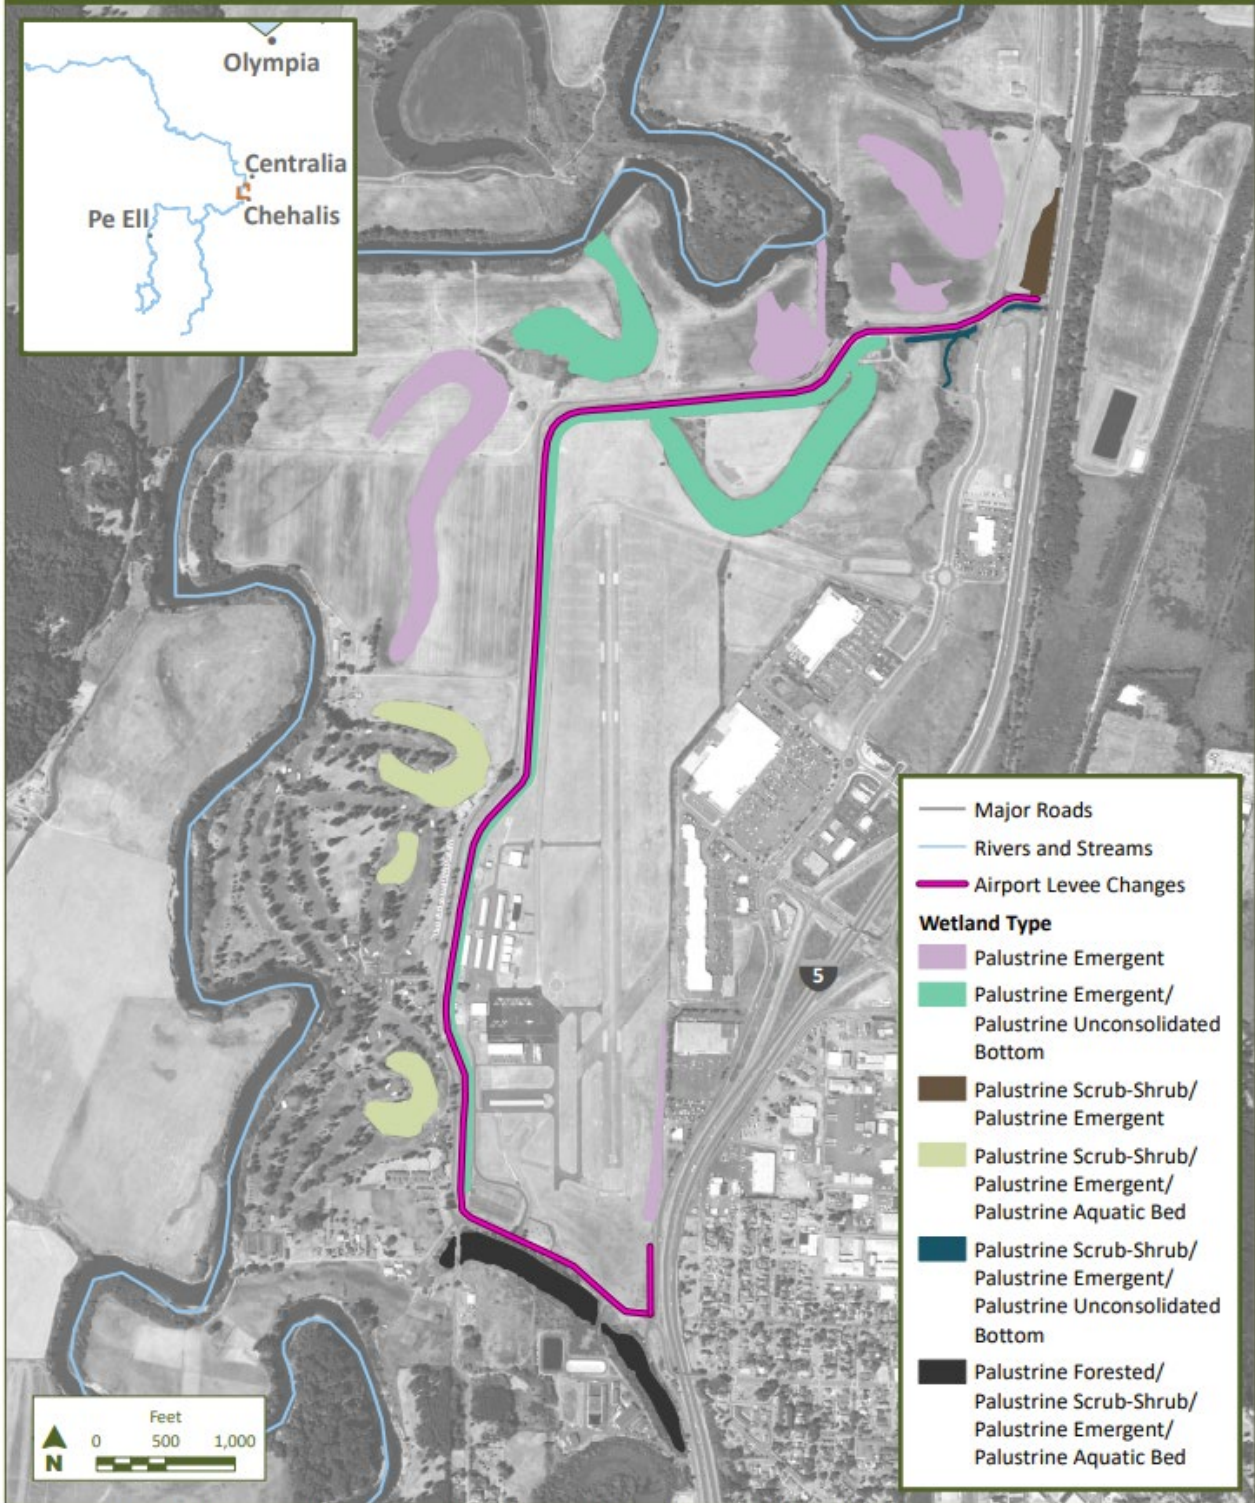 Olympia
Centralia
Pe Ell
Chehalis
5
Major Roads
Rivers and Streams
Airport Levee Changes
Wetland Type
Palustrine Emergent
Palustrine Emergent/
Palustrine Unconsolidated
Bottom
Palustrine Scrub-Shrub/
Palustrine Emergent
Palustrine Scrub-Shrub/
Palustrine Emergent/
Palustrine Aquatic Bed
Palustrine Scrub-Shrub/
Palustrine Emergent/
Palustrine Unconsolidated
Bottom
Palustrine Forested/
Palustrine Scrub-Shrub/
Palustrine Emergent/
Palustrine Aquatic Bed
Feet
N
0 500 1,000